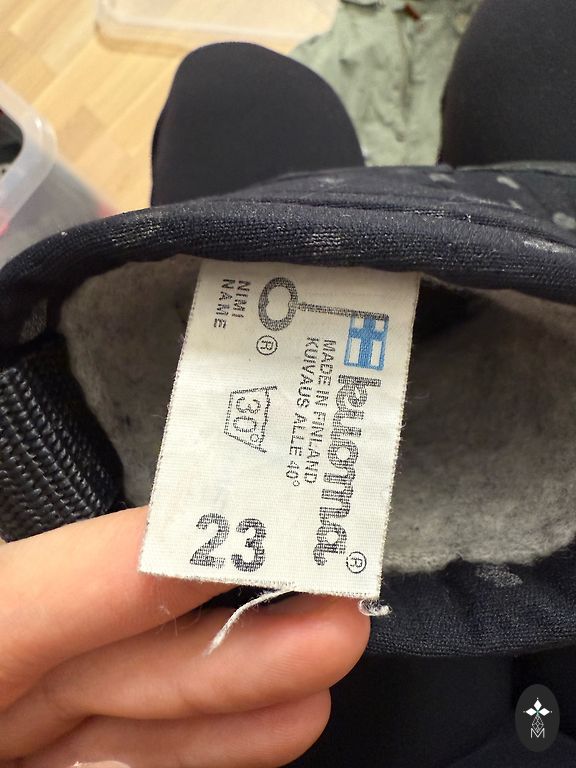 kuoma®
MADE IN FINLAND
KUIVAUS ALLE 40°
®
NIMI
NAME
30°
23
M